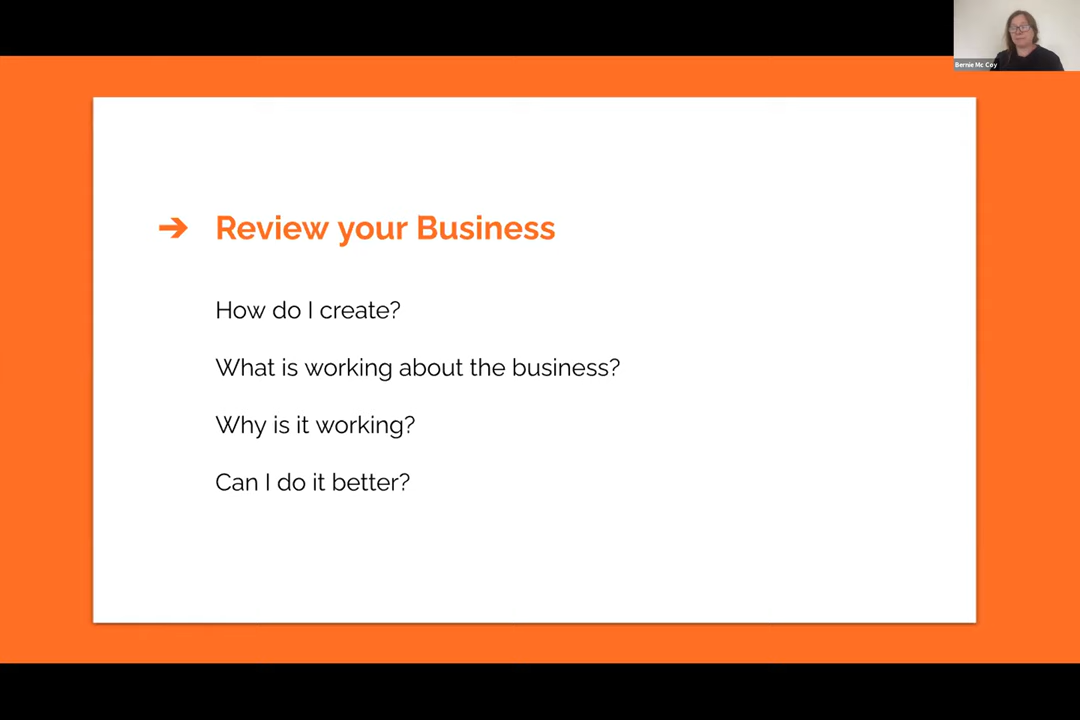 Bernie Mc Coy
➔ Review your Business
How do I create?
What is working about the business?
Why is it working?
Can I do it better?